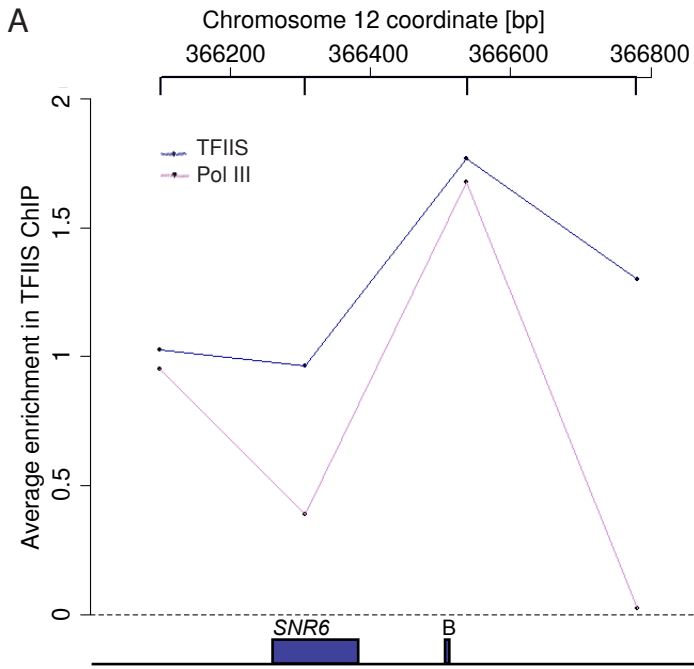 A
Chromosome 12 coordinate [bp]
366200 366400 366600 366800
2
TFIIS
Pol III
1.5
1
0.5
0
Average enrichment in TFIIS ChIP
SNR6
B